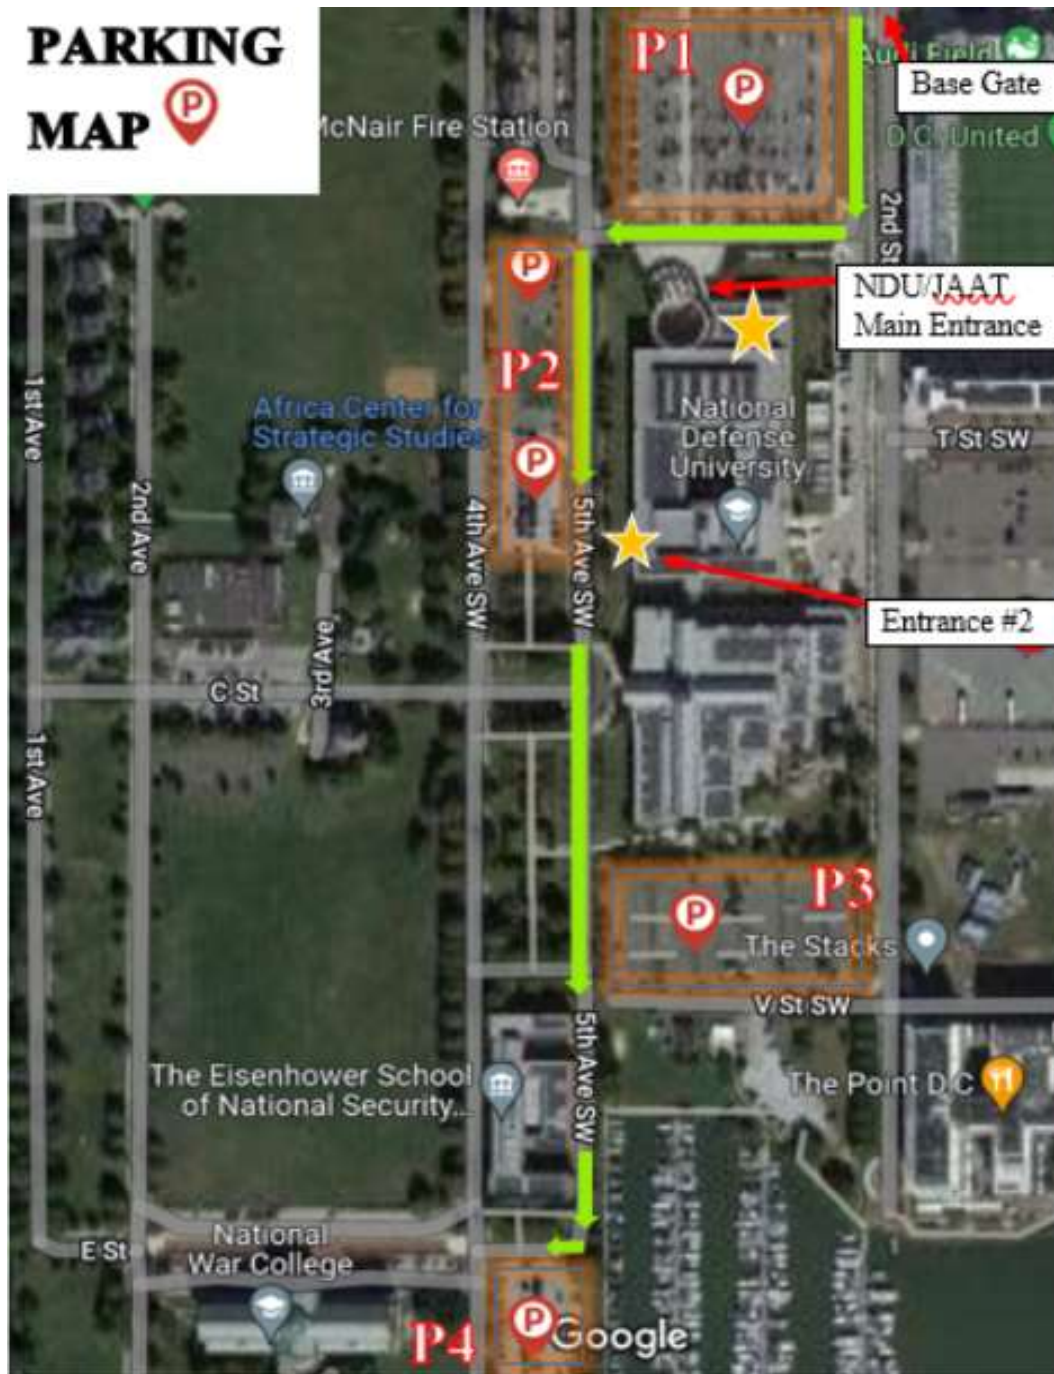 PARKING
MAP P
P1
P
Audi Field
Base Gate
McNair Fire Station
D.C. United
2nd St
P
NDU/JAAT
Main Entrance
P2
1st Ave
Africa Center for
Strategic Studies
National
Defense
University
T St SW
P
2nd Ave
4th Ave SW
5th Ave SW
Entrance #2
3rd Ave
C St
1st Ave
P3
P
The Stacks
V St SW
5th Ave SW
The Eisenhower School
of National Security...
The Point D.C
E St
National
War College
P4
P
Google